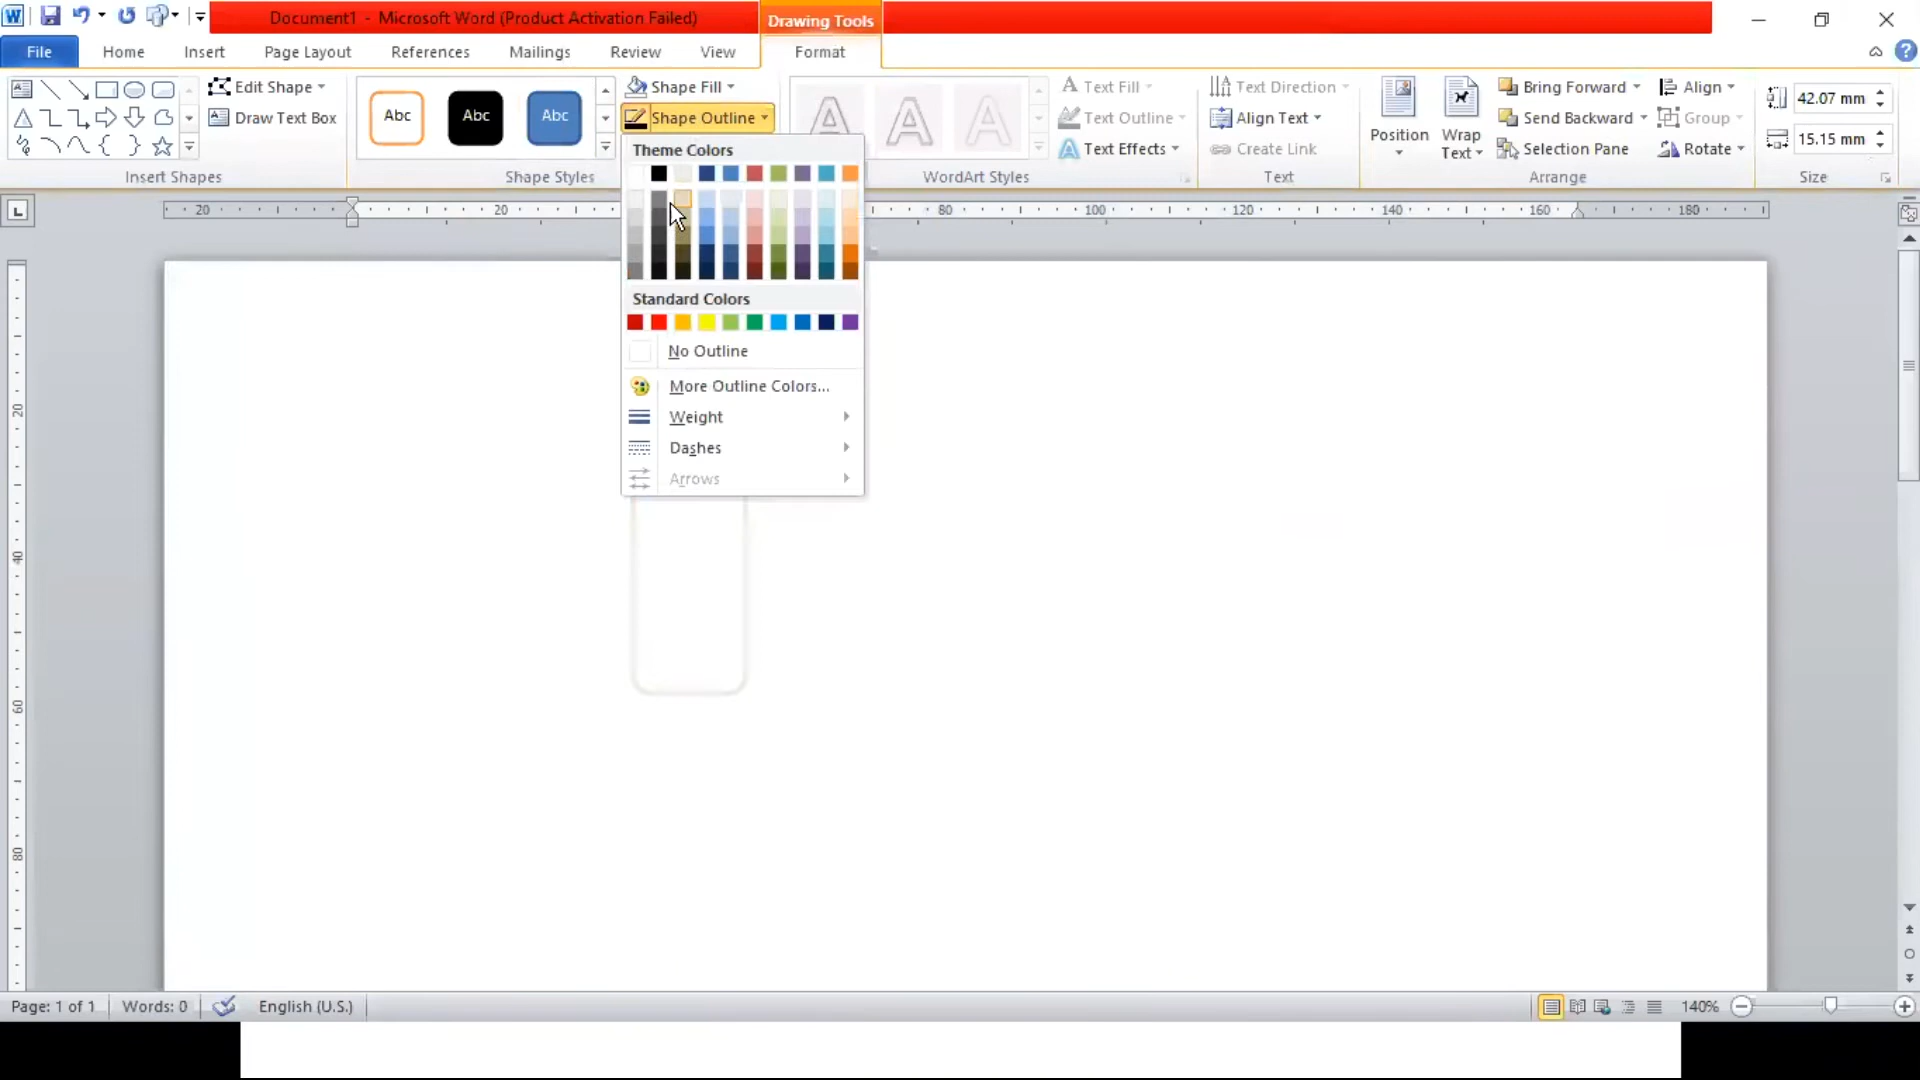 Document1 - Microsoft Word (Product Activation Failed)
Drawing Tools
File Home Insert Page Layout References Mailings Review View Format
Edit Shape
Draw Text Box
Insert Shapes
Abc Abc Abc
Shape Styles
Shape Fill
Shape Outline
A A A
WordArt Styles
Text Fill
Text Outline
Text Effects
Text Direction
Align Text
Create Link
Text
Position
Wrap Text
Bring Forward
Send Backward
Selection Pane
Align
Group
Rotate
Arrange
42.07 mm
15.15 mm
Size
Theme Colors
Standard Colors
No Outline
More Outline Colors...
Weight
Dashes
Arrows
20 20 80 100 120 140 160 180
20
40
60
80
Page: 1 of 1 Words: 0 English (U.S.) 140%